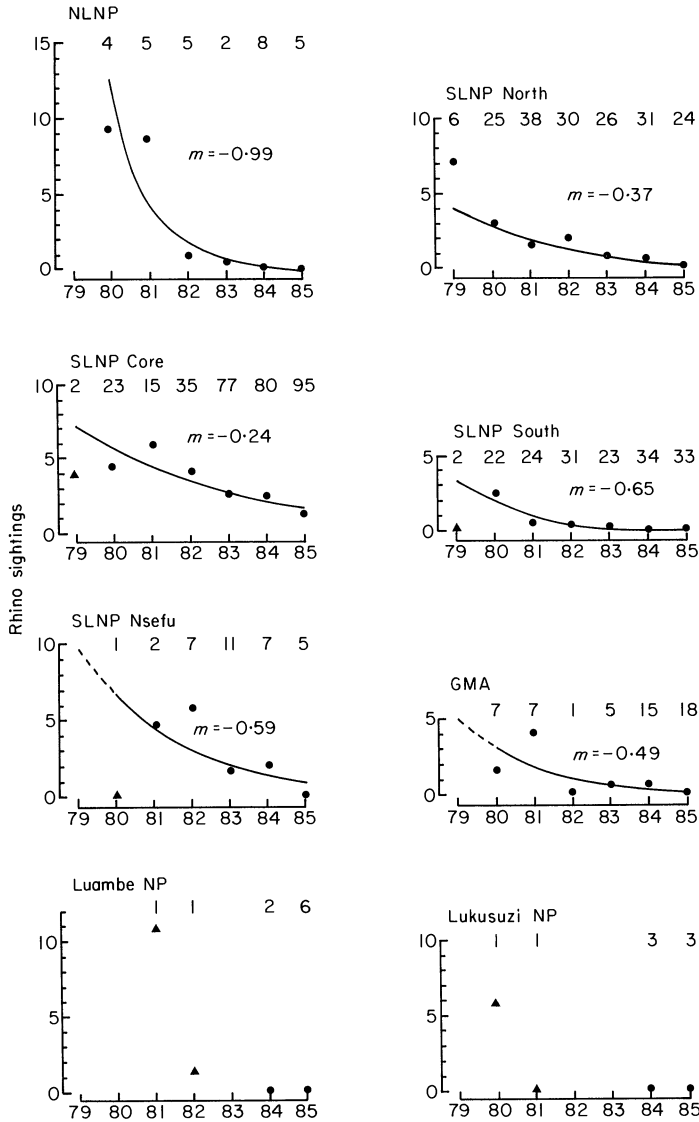 NLNP
15 4 5 5 2 8 5
10
m = -0·99
5
0
79 80 81 82 83 84 85
SLNP North
10 6 25 38 30 26 31 24
5
m = -0·37
0
79 80 81 82 83 84 85
SLNP Core
10 2 23 15 35 77 80 95
m = -0·24
5
0
79 80 81 82 83 84 85
SLNP South
5 2 22 24 31 23 34 33
m = -0·65
0
79 80 81 82 83 84 85
Rhino sightings
SLNP Nsefu
10 1 2 7 11 7 5
5
m = -0·59
0
79 80 81 82 83 84 85
GMA
7 7 1 5 15 18
5
m = -0·49
0
79 80 81 82 83 84 85
Luambe NP
1 1 2 6
10
5
0
79 80 81 82 83 84 85
Lukusuzi NP
10 1 1 3 3
5
0
79 80 81 82 83 84 85